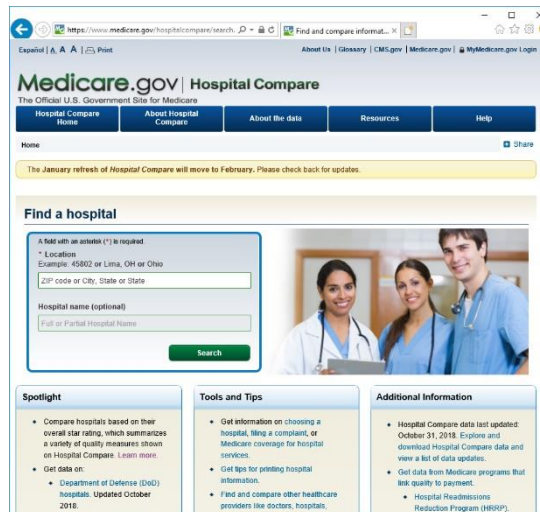 https://www.medicare.gov/hospitalcompare/search.
Find and compare informat...
Español | A A A | Print
About Us | Glossary | CMS.gov | Medicare.gov | MyMedicare.gov Login
Medicare.gov | Hospital Compare
The Official U.S. Government Site for Medicare
Hospital Compare Home
About Hospital Compare
About the data
Resources
Help
Home
Share
The January refresh of Hospital Compare will move to February. Please check back for updates.
Find a hospital
A field with an asterisk (*) is required.
* Location
Example: 45802 or Lima, OH or Ohio
ZIP code or City, State or State
Hospital name (optional)
Full or Partial Hospital Name
Search
Spotlight
• Compare hospitals based on their
overall star rating, which summarizes
a variety of quality measures shown
on Hospital Compare. Learn more.
• Get data on:
• Department of Defense (DoD)
hospitals. Updated October
2018.
Tools and Tips
• Get information on choosing a
hospital, filing a complaint, or
Medicare coverage for hospital
services.
• Get tips for printing hospital
information.
• Find and compare other healthcare
providers like doctors, hospitals,
Additional Information
• Hospital Compare data last updated:
October 31, 2018. Explore and
download Hospital Compare data and
view a list of data updates.
• Get data from Medicare programs that
link quality to payment.
• Hospital Readmissions
Reduction Program (HRRP).